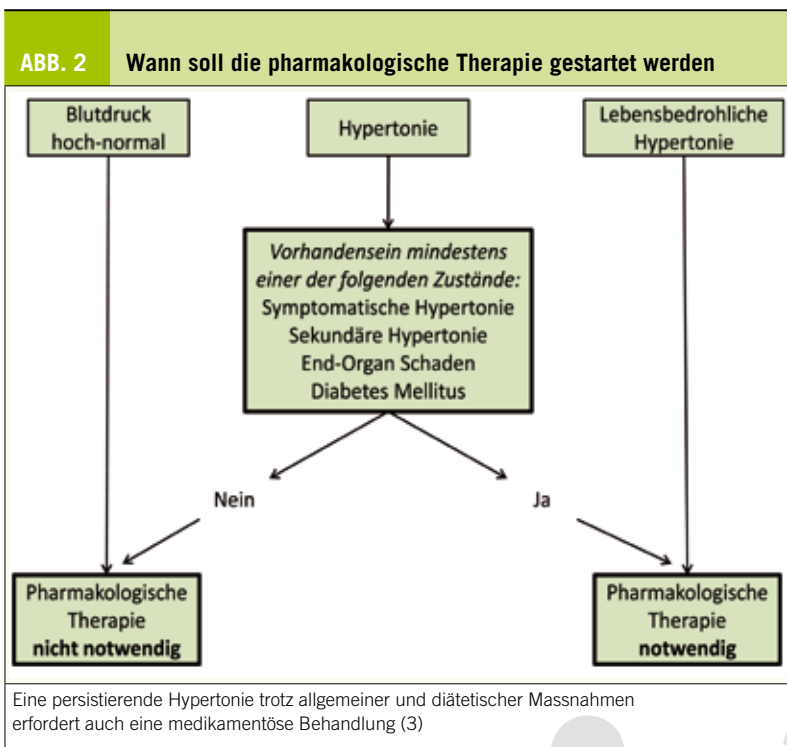 ABB. 2 Wann soll die pharmakologische Therapie gestartet werden
Blutdruck
hoch-normal
Hypertonie
Lebensbedrohliche
Hypertonie
Vorhandensein mindestens
einer der folgenden Zustände:
Symptomatische Hypertonie
Sekundäre Hypertonie
End-Organ Schaden
Diabetes Mellitus
Nein
Ja
Pharmakologische
Therapie
nicht notwendig
Pharmakologische
Therapie
notwendig
Eine persistierende Hypertonie trotz allgemeiner und diätetischer Massnahmen
erfordert auch eine medikamentöse Behandlung (3)